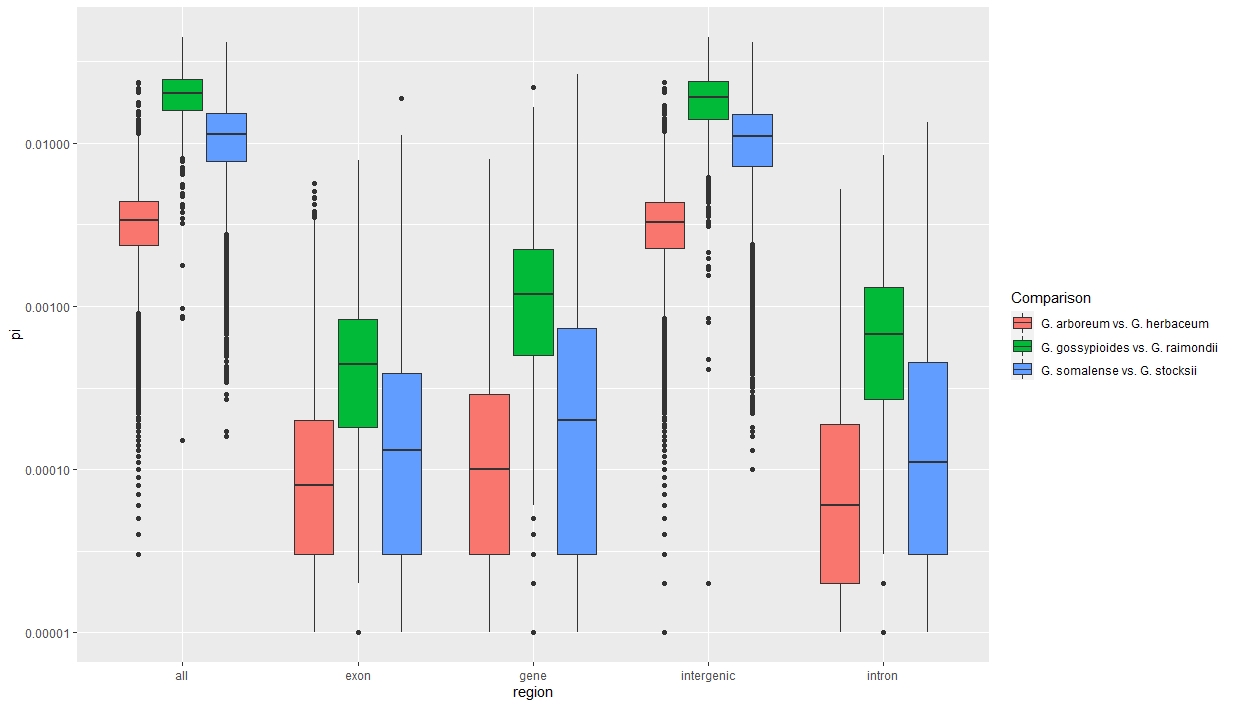 pi
0.01000
0.00100
0.00010
0.00001
all
exon
gene
intergenic
intron
region
Comparison
G. arboreum vs. G. herbaceum
G. gossypioides vs. G. raimondii
G. somalense vs. G. stocksii